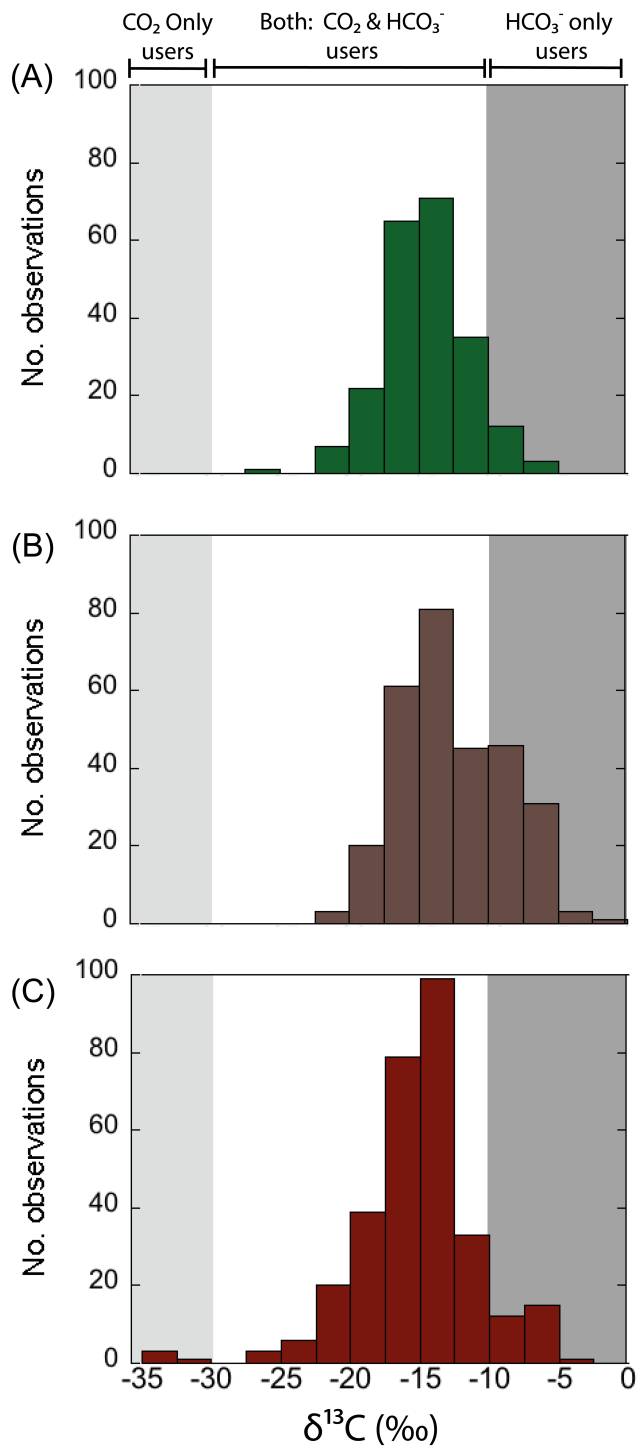 CO₂ Only users
Both: CO₂ & HCO₃⁻ users
HCO₃⁻ only users
(A)
100
80
60
40
20
0
No. observations
(B)
100
80
60
40
20
0
No. observations
(C)
100
80
60
40
20
0
No. observations
-35 -30 -25 -20 -15 -10 -5 0
δ¹³C (‰)